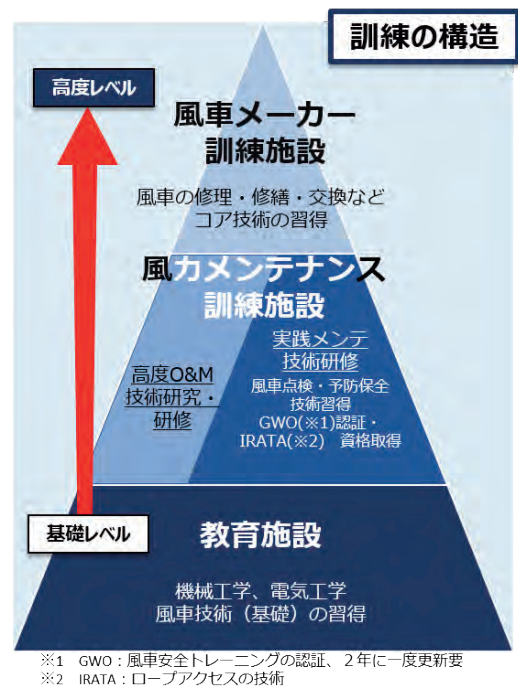 訓練の構造
高度レベル
風車メーカー
訓練施設
風車の修理・修繕・交換など
コア技術の習得
風力メンテナンス
訓練施設
高度O&M
技術研究・
研修
実践メンテ
技術研修
風車点検・予防保全
技術習得
GWO(※1)認証・
IRATA(※2) 資格取得
基礎レベル
教育施設
機械工学、電気工学
風車技術（基礎）の習得
※1 GWO：風車安全トレーニングの認証、２年に一度更新要
※2 IRATA：ロープアクセスの技術